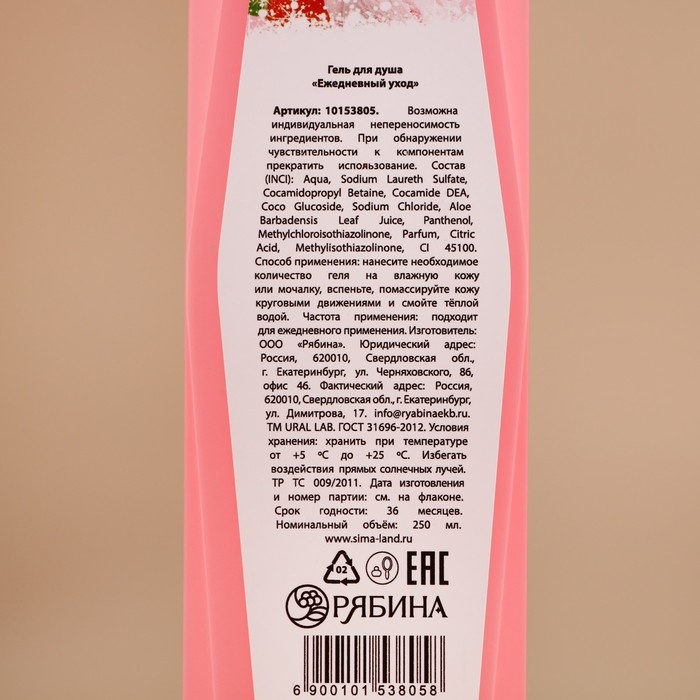 Гель для душа
«Ежедневный уход»
Артикул: 10153805. Возможна
индивидуальная непереносимость
ингредиентов. При обнаружении
чувствительности к компонентам
прекратить использование. Состав
(INCI): Aqua, Sodium Laureth Sulfate,
Cocamidopropyl Betaine, Cocamide DEA,
Coco Glucoside, Sodium Chloride, Aloe
Barbadensis Leaf Juice, Panthenol,
Methylchloroisothiazolinone, Parfum, Citric
Acid, Methylisothiazolinone, CI 45100.
Способ применения: нанесите необходимое
количество геля на влажную кожу
или мочалку, вспеньте, помассируйте кожу
круговыми движениями и смойте тёплой
водой. Частота применения: подходит
для ежедневного применения. Изготовитель:
ООО «Рябина». Юридический адрес:
Россия, 620010, Свердловская обл.,
г. Екатеринбург, ул. Черняховского, 86,
офис 46. Фактический адрес: Россия,
620010, Свердловская обл., г. Екатеринбург,
ул. Димитрова, 17. info@ryabinaekb.ru.
TM URAL LAB. ГОСТ 31696-2012. Условия
хранения: хранить при температуре
от +5 ºС до +25 ºС. Избегать
воздействия прямых солнечных лучей.
ТР ТС 009/2011. Дата изготовления
и номер партии: см. на флаконе.
Срок годности: 36 месяцев.
Номинальный объём: 250 мл.
www.sima-land.ru
02 EAC
РЯБИНА
6 900101 538058